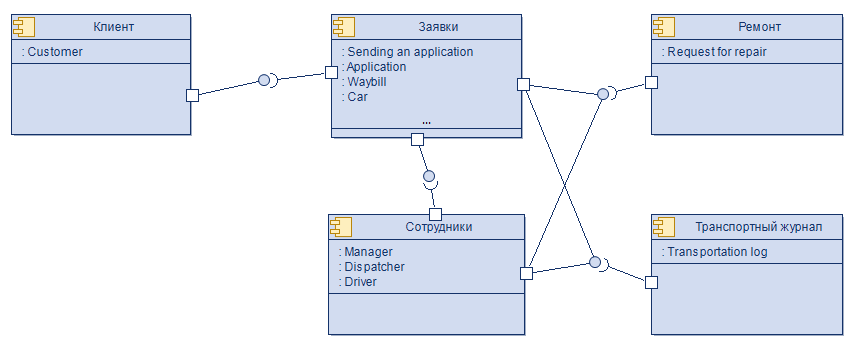 Клиент
: Customer
Заявки
: Sending an application
: Application
: Waybill
: Car
...
Ремонт
: Request for repair
Сотрудники
: Manager
: Dispatcher
: Driver
Транспортный журнал
: Transportation log